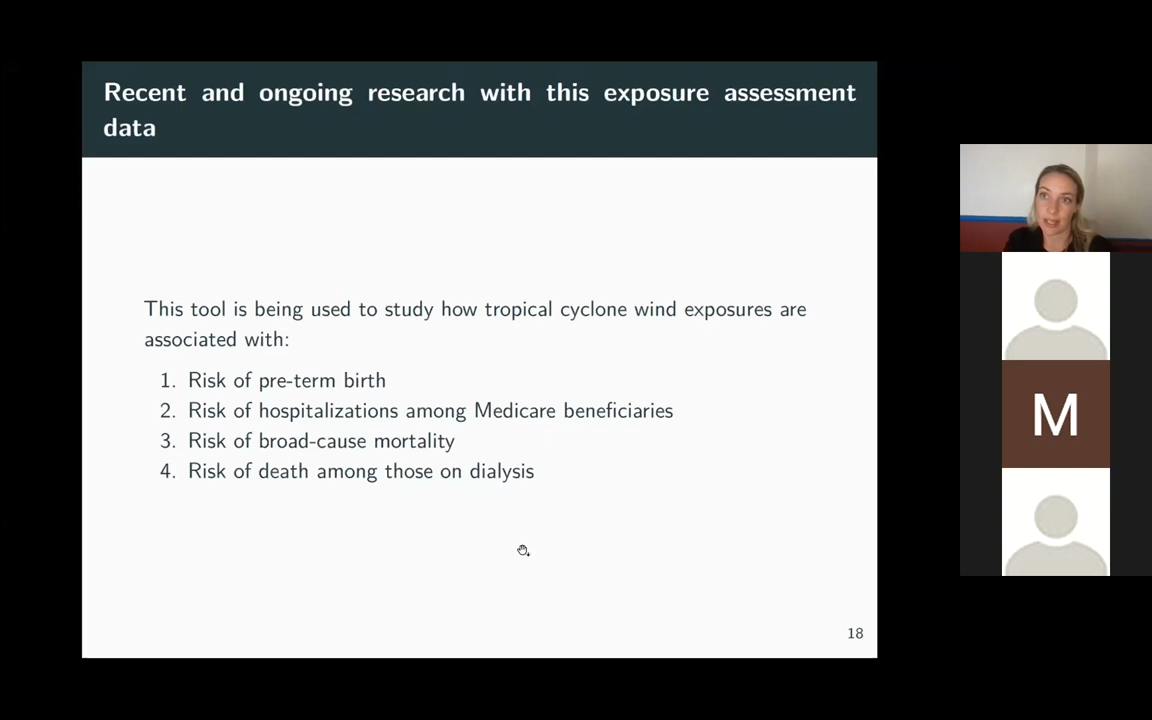 Recent and ongoing research with this exposure assessment
data
This tool is being used to study how tropical cyclone wind exposures are
associated with:
1. Risk of pre-term birth
2. Risk of hospitalizations among Medicare beneficiaries
3. Risk of broad-cause mortality
4. Risk of death among those on dialysis
18
M